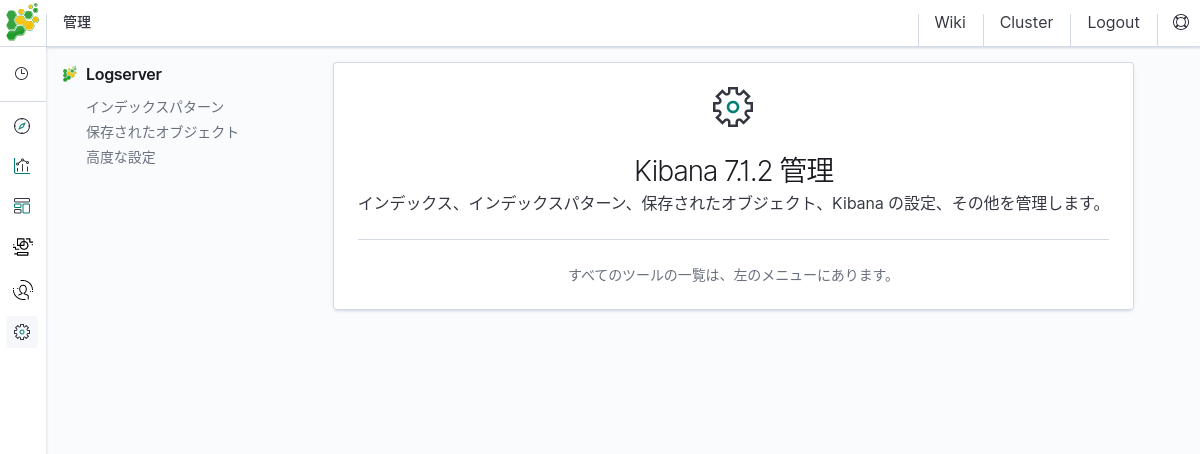 管理
Wiki
Cluster
Logout
Logserver
インデックスパターン
保存されたオブジェクト
高度な設定
Kibana 7.1.2 管理
インデックス、インデックスパターン、保存されたオブジェクト、Kibana の設定、その他を管理します。
すべてのツールの一覧は、左のメニューにあります。